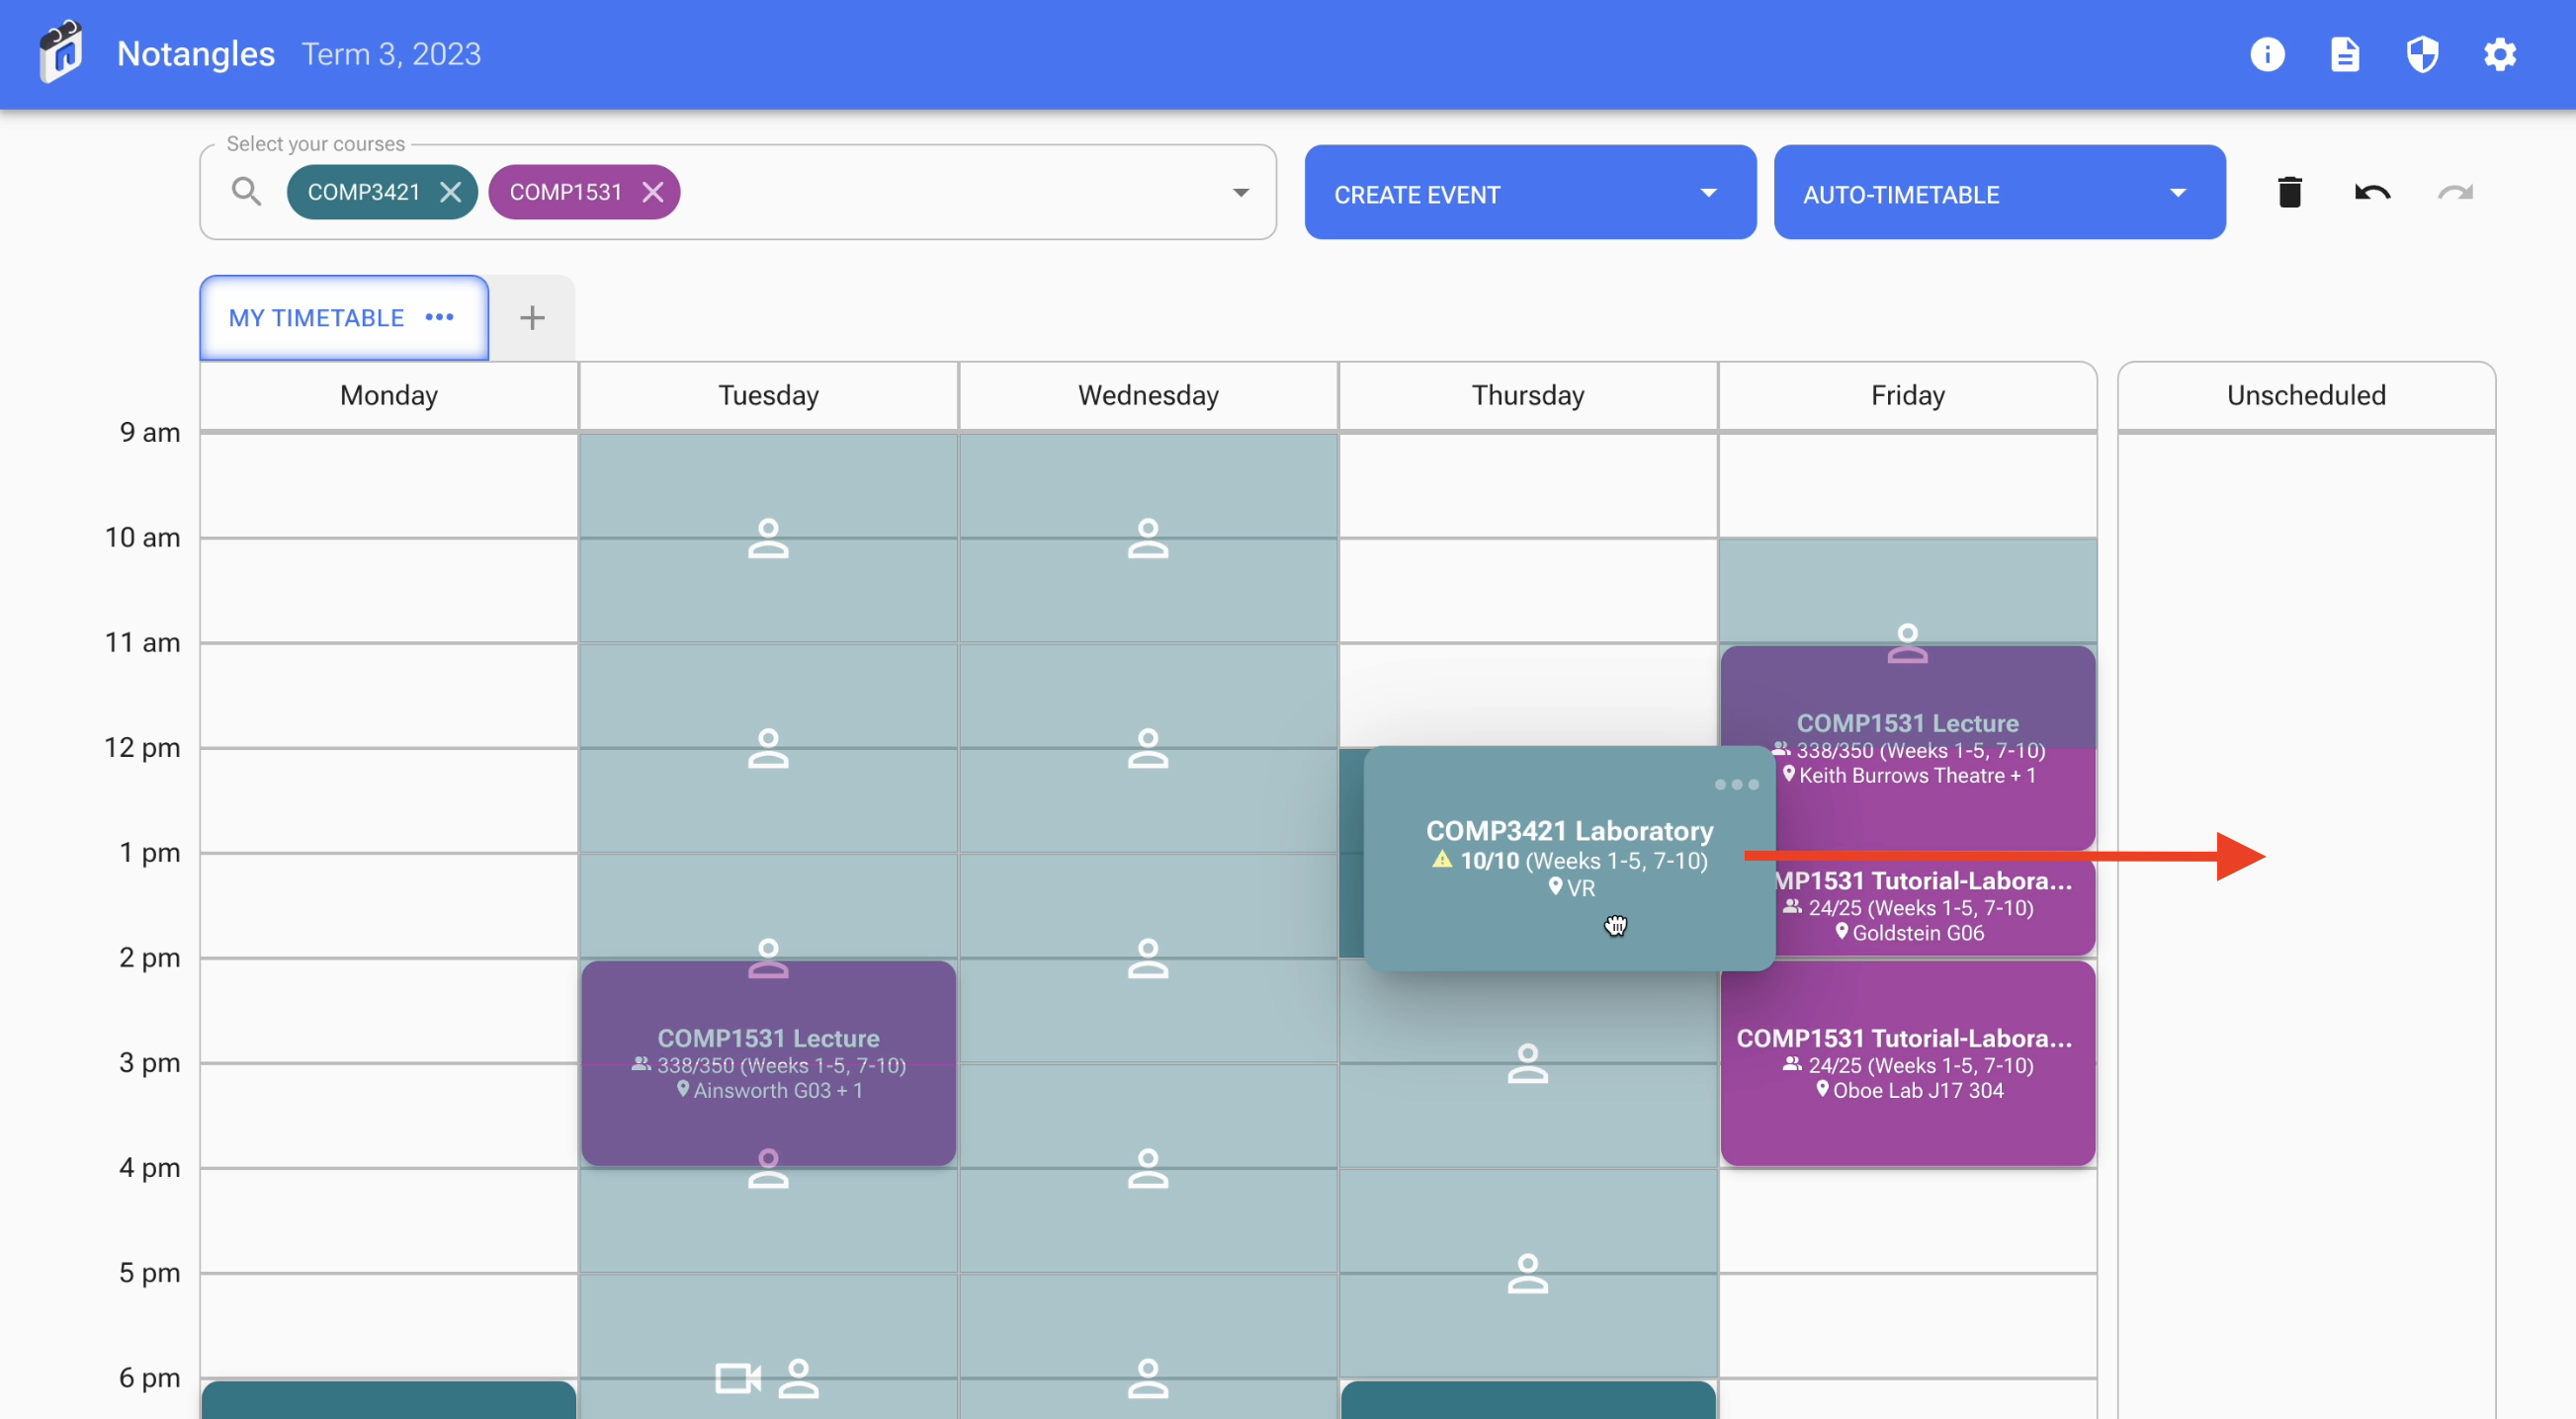 Notangles Term 3, 2023
Select your courses
COMP3421 COMP1531
CREATE EVENT
AUTO-TIMETABLE
MY TIMETABLE
Monday Tuesday Wednesday Thursday Friday Unscheduled
9 am
10 am
11 am
12 pm
1 pm
2 pm
3 pm
4 pm
5 pm
6 pm
COMP1531 Lecture
338/350 (Weeks 1-5, 7-10)
Ainsworth G03 + 1
COMP3421 Laboratory
10/10 (Weeks 1-5, 7-10)
VR
COMP1531 Lecture
338/350 (Weeks 1-5, 7-10)
Keith Burrows Theatre + 1
MP1531 Tutorial-Labora...
24/25 (Weeks 1-5, 7-10)
Goldstein G06
COMP1531 Tutorial-Labora...
24/25 (Weeks 1-5, 7-10)
Oboe Lab J17 304